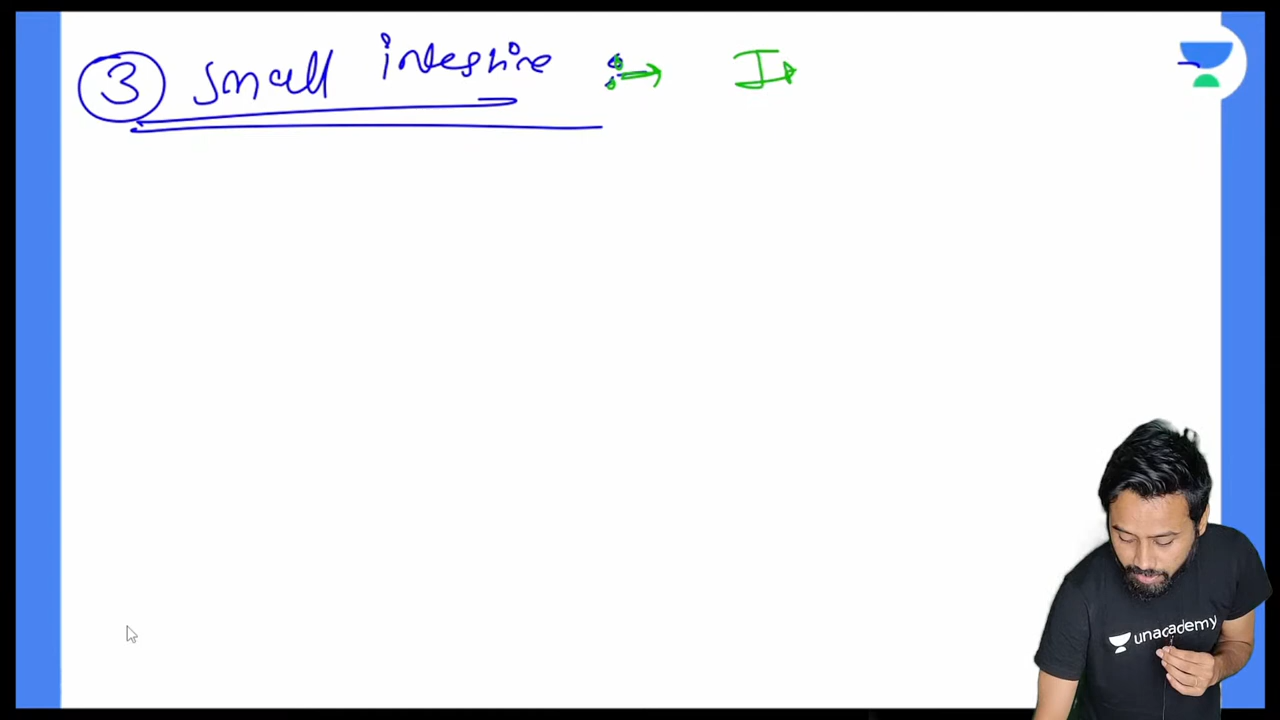 3 Small intestine :→ I
unacademy